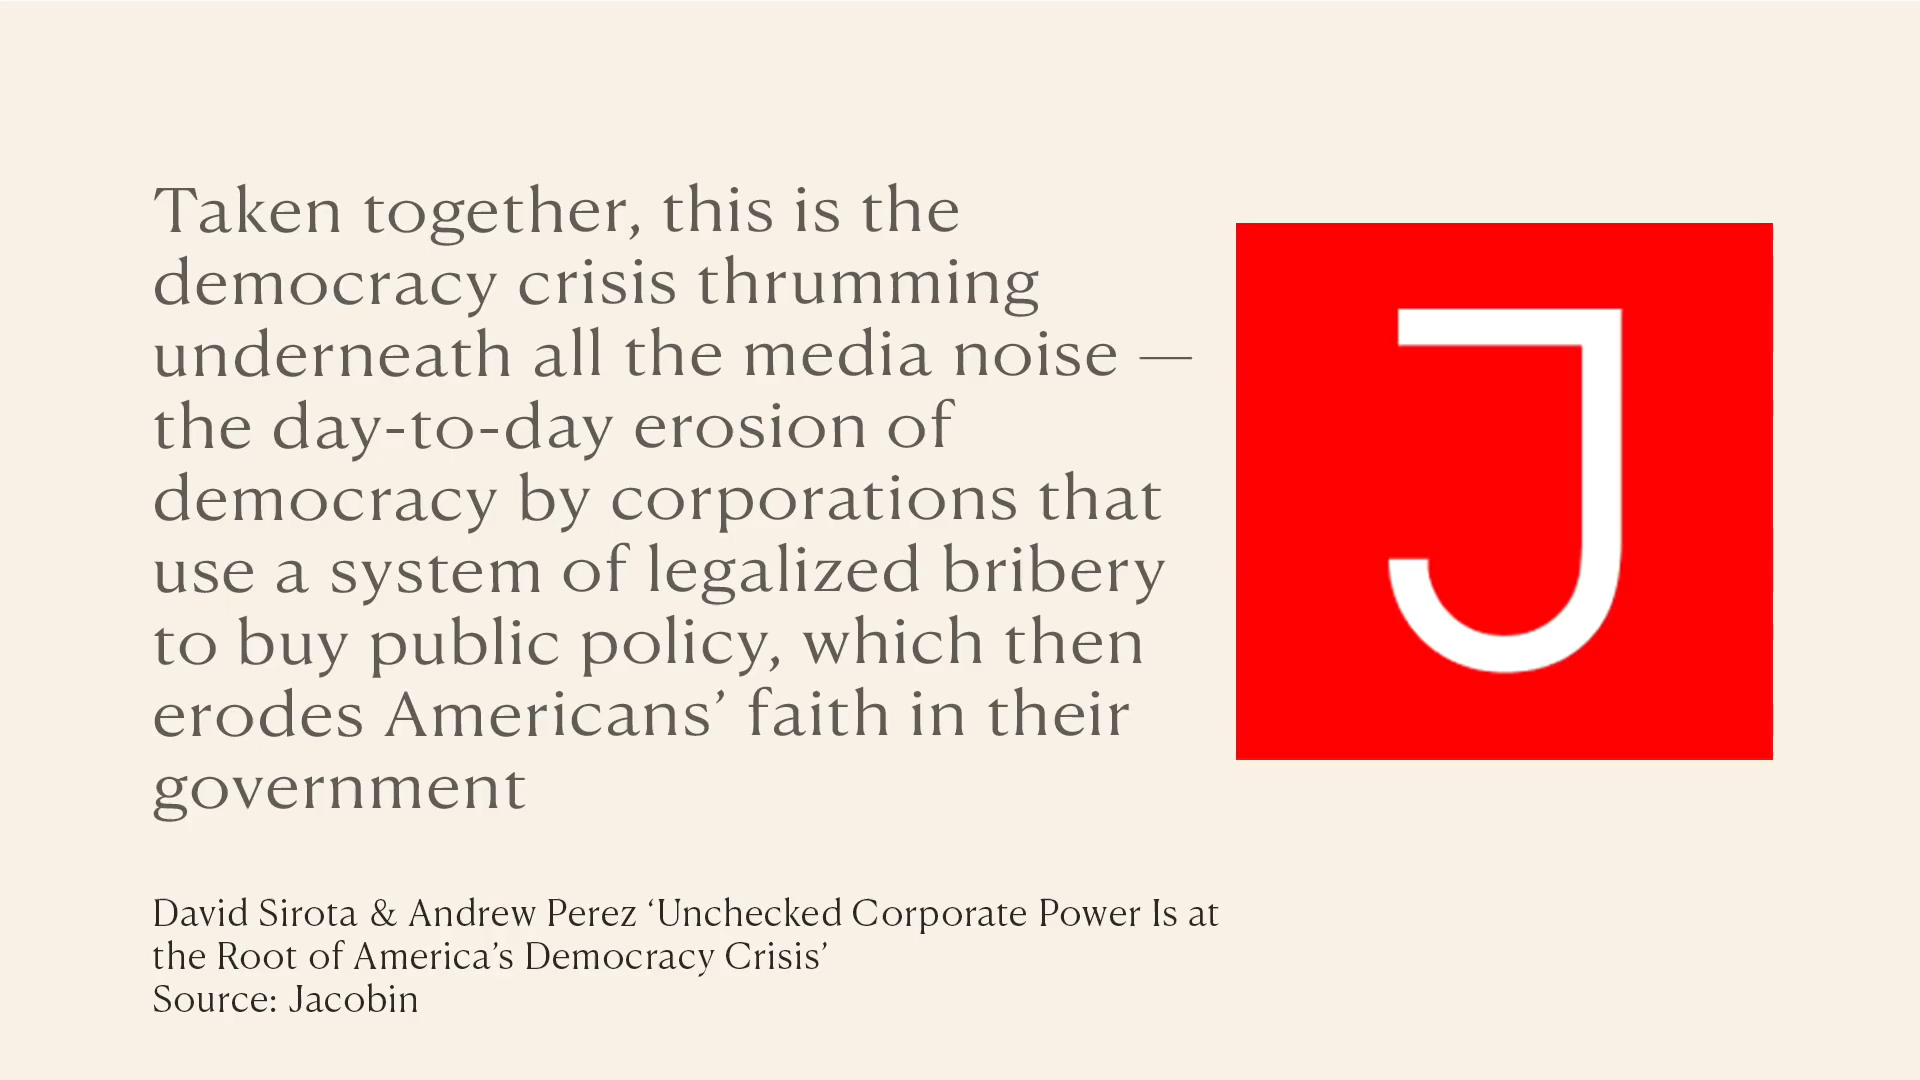 Taken together, this is the
democracy crisis thrumming
underneath all the media noise —
the day-to-day erosion of
democracy by corporations that
use a system of legalized bribery
to buy public policy, which then
erodes Americans’ faith in their
government
J
David Sirota & Andrew Perez ‘Unchecked Corporate Power Is at
the Root of America’s Democracy Crisis’
Source: Jacobin